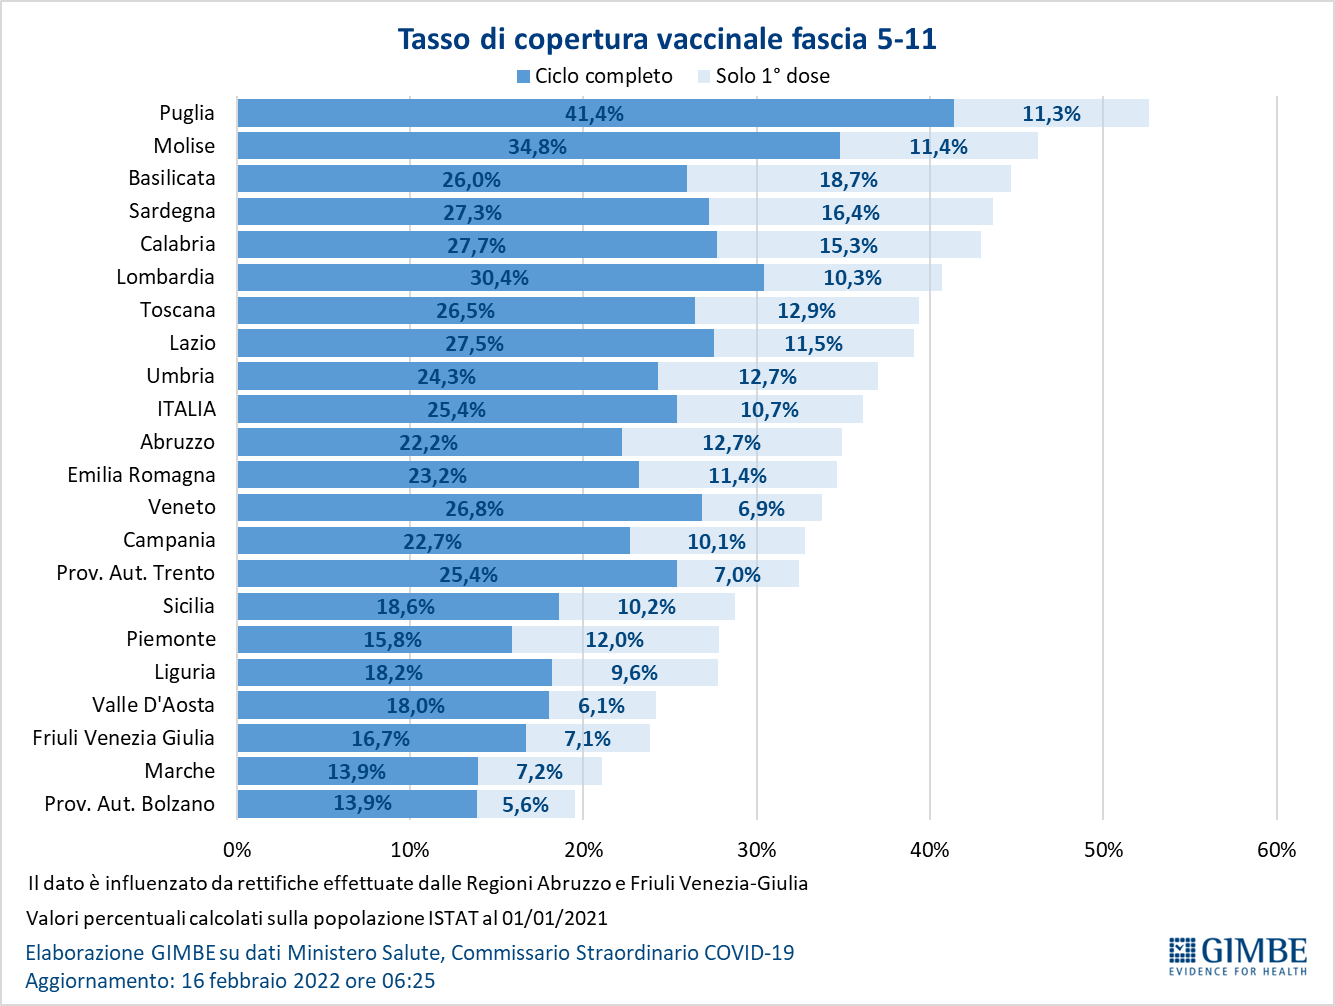 Tasso di copertura vaccinale fascia 5-11
Ciclo completo Solo 1° dose
Puglia 41,4% 11,3%
Molise 34,8% 11,4%
Basilicata 26,0% 18,7%
Sardegna 27,3% 16,4%
Calabria 27,7% 15,3%
Lombardia 30,4% 10,3%
Toscana 26,5% 12,9%
Lazio 27,5% 11,5%
Umbria 24,3% 12,7%
ITALIA 25,4% 10,7%
Abruzzo 22,2% 12,7%
Emilia Romagna 23,2% 11,4%
Veneto 26,8% 6,9%
Campania 22,7% 10,1%
Prov. Aut. Trento 25,4% 7,0%
Sicilia 18,6% 10,2%
Piemonte 15,8% 12,0%
Liguria 18,2% 9,6%
Valle D'Aosta 18,0% 6,1%
Friuli Venezia Giulia 16,7% 7,1%
Marche 13,9% 7,2%
Prov. Aut. Bolzano 13,9% 5,6%
0% 10% 20% 30% 40% 50% 60%
Il dato è influenzato da rettifiche effettuate dalle Regioni Abruzzo e Friuli Venezia-Giulia
Valori percentuali calcolati sulla popolazione ISTAT al 01/01/2021
Elaborazione GIMBE su dati Ministero Salute, Commissario Straordinario COVID-19
Aggiornamento: 16 febbraio 2022 ore 06:25
GIMBE
EVIDENCE FOR HEALTH